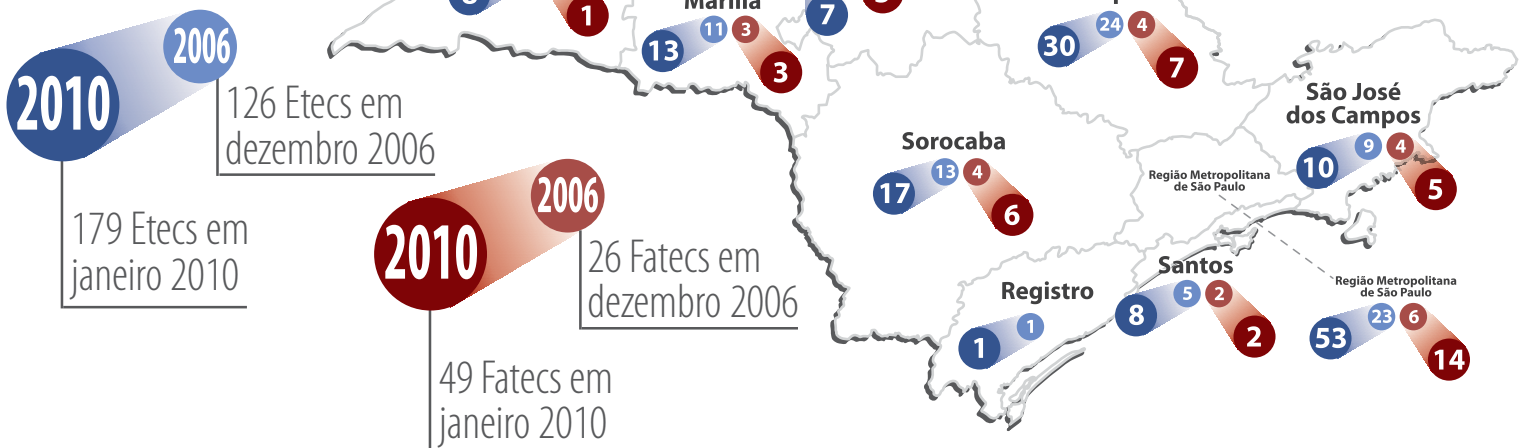 2006
2010
126 Etecs em
dezembro 2006
179 Etecs em
janeiro 2010
2006
2010
26 Fatecs em
dezembro 2006
49 Fatecs em
janeiro 2010
1
Marília
11 3
13
3
7
24 4
30
7
São José
dos Campos
9 4
10
5
Sorocaba
13 4
17
6
Região Metropolitana
de São Paulo
Registro
1
1
Santos
5 2
8
2
Região Metropolitana
de São Paulo
23 6
53
14